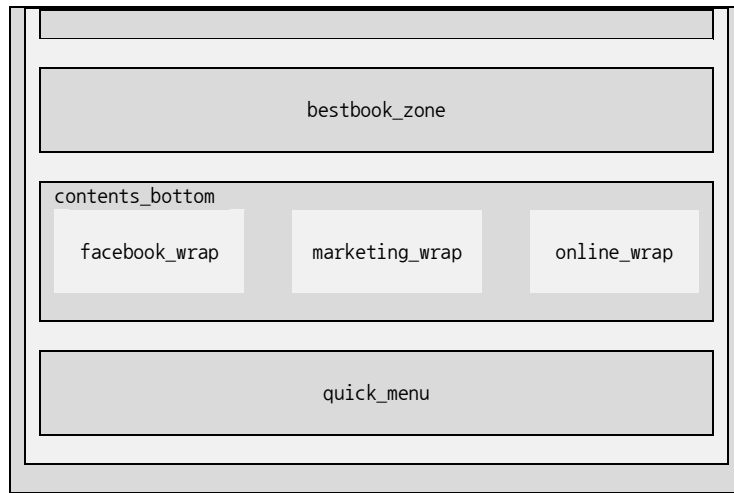 bestbook_zone
contents_bottom
facebook_wrap
marketing_wrap
online_wrap
quick_menu